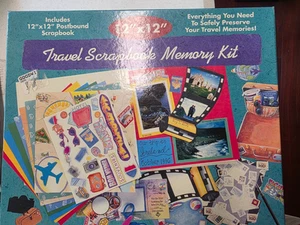 Includes
12"x12" Postbound
Scrapbook
12"x12"
Everything You Need
To Safely Preserve
Your Travel Memories!
Travel Scrapbook Memory Kit